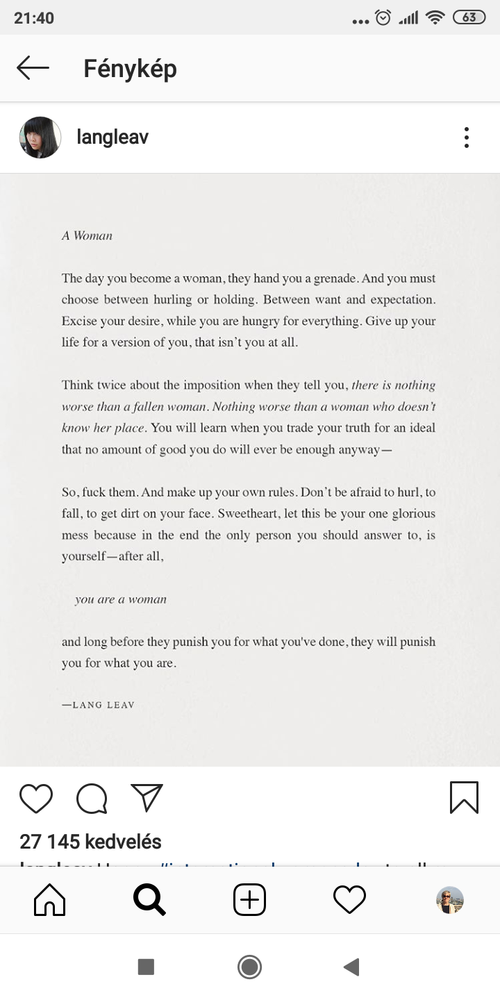 21:40
63
Fénykép
langleav
A Woman
The day you become a woman, they hand you a grenade. And you must
choose between hurling or holding. Between want and expectation.
Excise your desire, while you are hungry for everything. Give up your
life for a version of you, that isn’t you at all.
Think twice about the imposition when they tell you, there is nothing
worse than a fallen woman. Nothing worse than a woman who doesn’t
know her place. You will learn when you trade your truth for an ideal
that no amount of good you do will ever be enough anyway—
So, fuck them. And make up your own rules. Don’t be afraid to hurl, to
fall, to get dirt on your face. Sweetheart, let this be your one glorious
mess because in the end the only person you should answer to, is
yourself—after all,
you are a woman
and long before they punish you for what you've done, they will punish
you for what you are.
—LANG LEAV
27 145 kedvelés
langleav